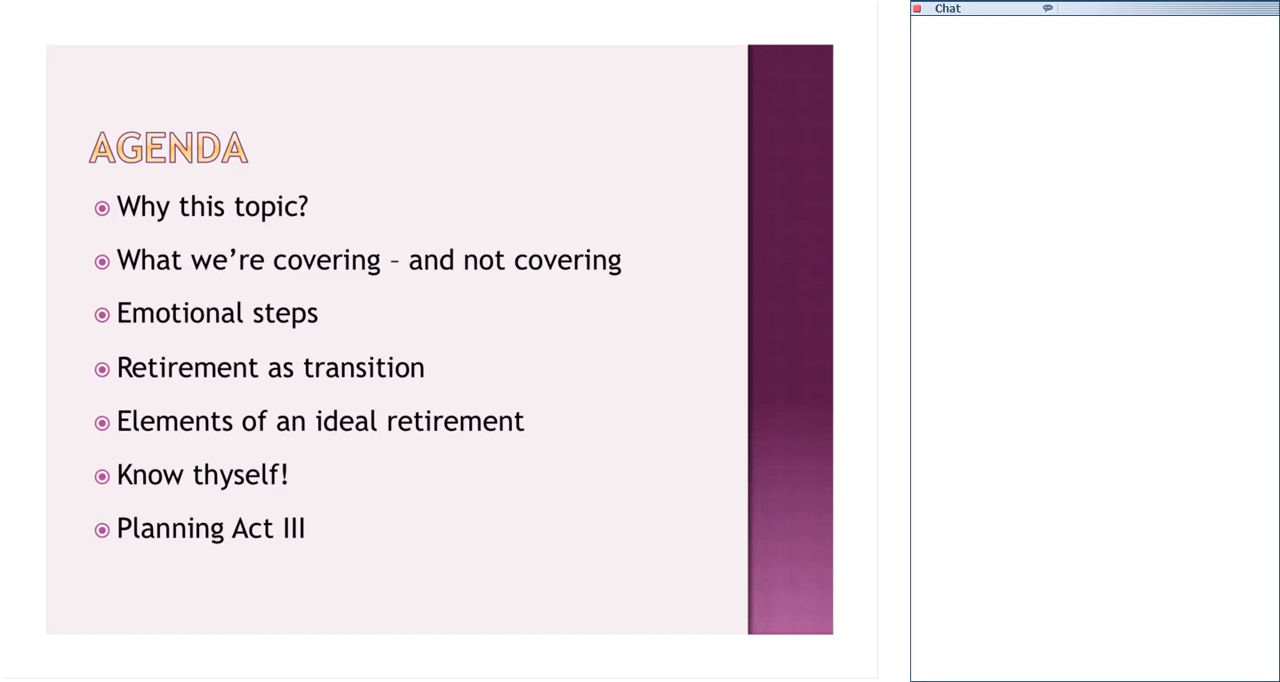 Chat
AGENDA
Why this topic?
What we’re covering – and not covering
Emotional steps
Retirement as transition
Elements of an ideal retirement
Know thyself!
Planning Act III